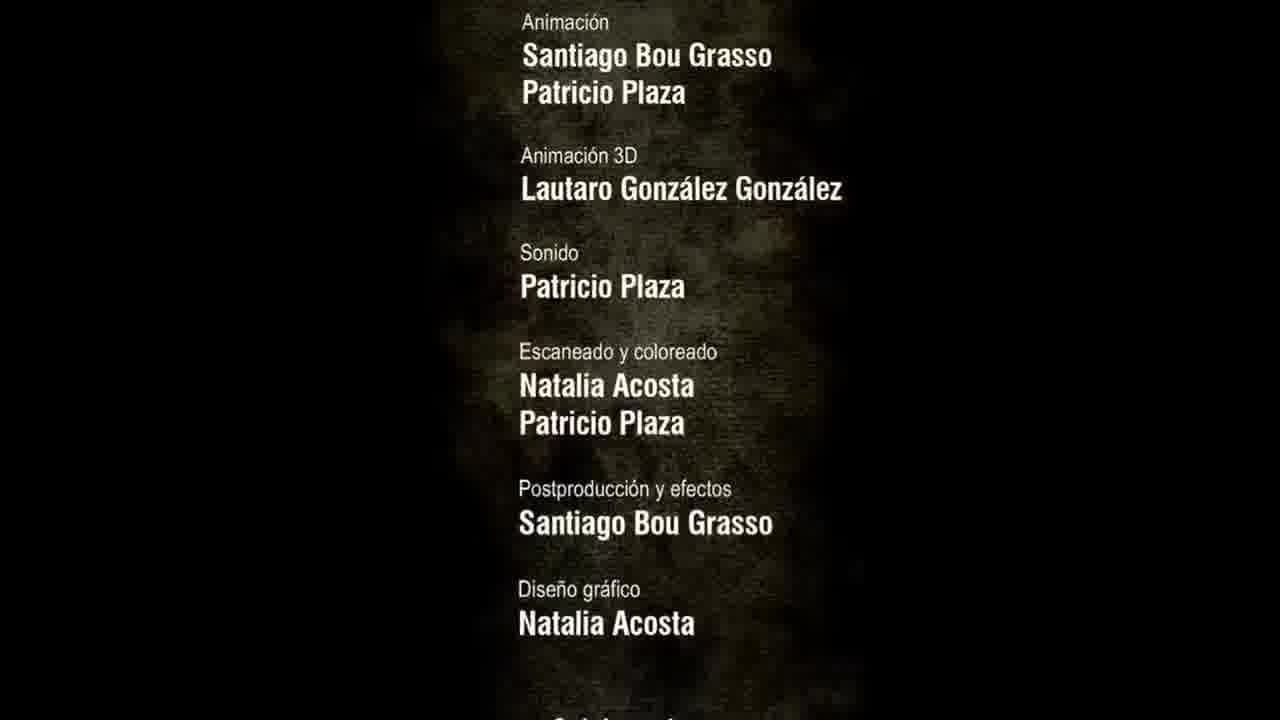 Animación
Santiago Bou Grasso
Patricio Plaza
Animación 3D
Lautaro González González
Sonido
Patricio Plaza
Escaneado y coloreado
Natalia Acosta
Patricio Plaza
Postproducción y efectos
Santiago Bou Grasso
Diseño gráfico
Natalia Acosta